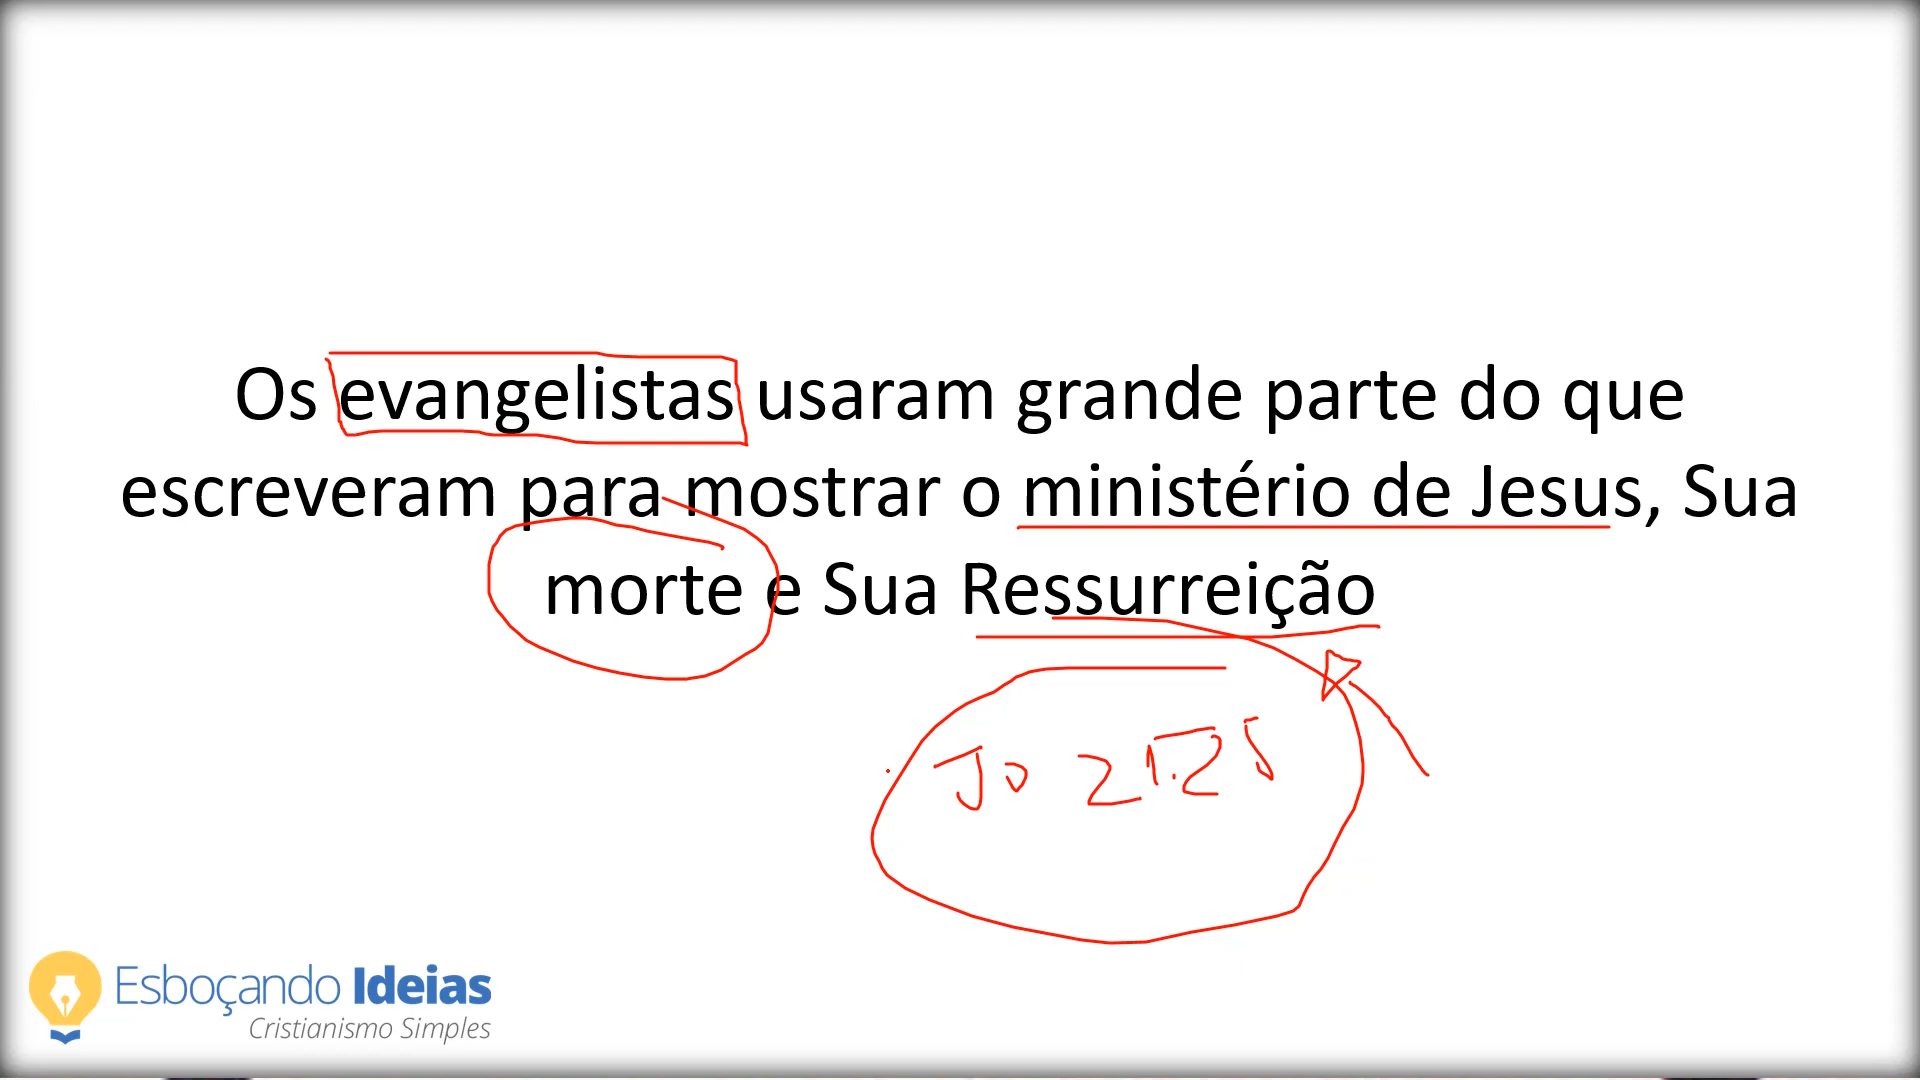 Os evangelistas usaram grande parte do que
escreveram para mostrar o ministério de Jesus, Sua
morte e Sua Ressurreição
Jo 21.25
Esboçando Ideias
Cristianismo Simples